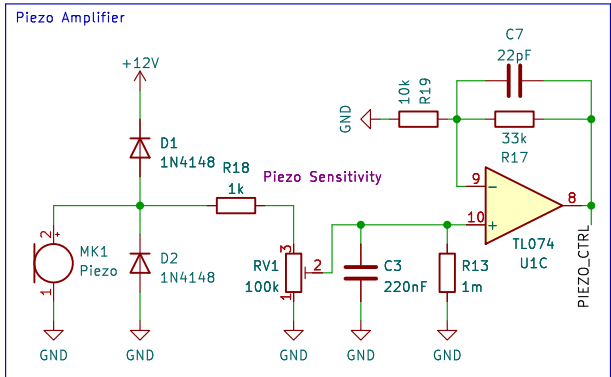 Piezo Amplifier
C7
22pF
+12V
10k
R19
GND
33k
R17
D1
1N4148
R18
1k
Piezo Sensitivity
9
8
10
TL074
U1C
2
+
MK1
Piezo
1
D2
1N4148
3
RV1
100k
2
1
C3
220nF
R13
1m
PIEZO_CTRL
GND
GND
GND
GND
GND